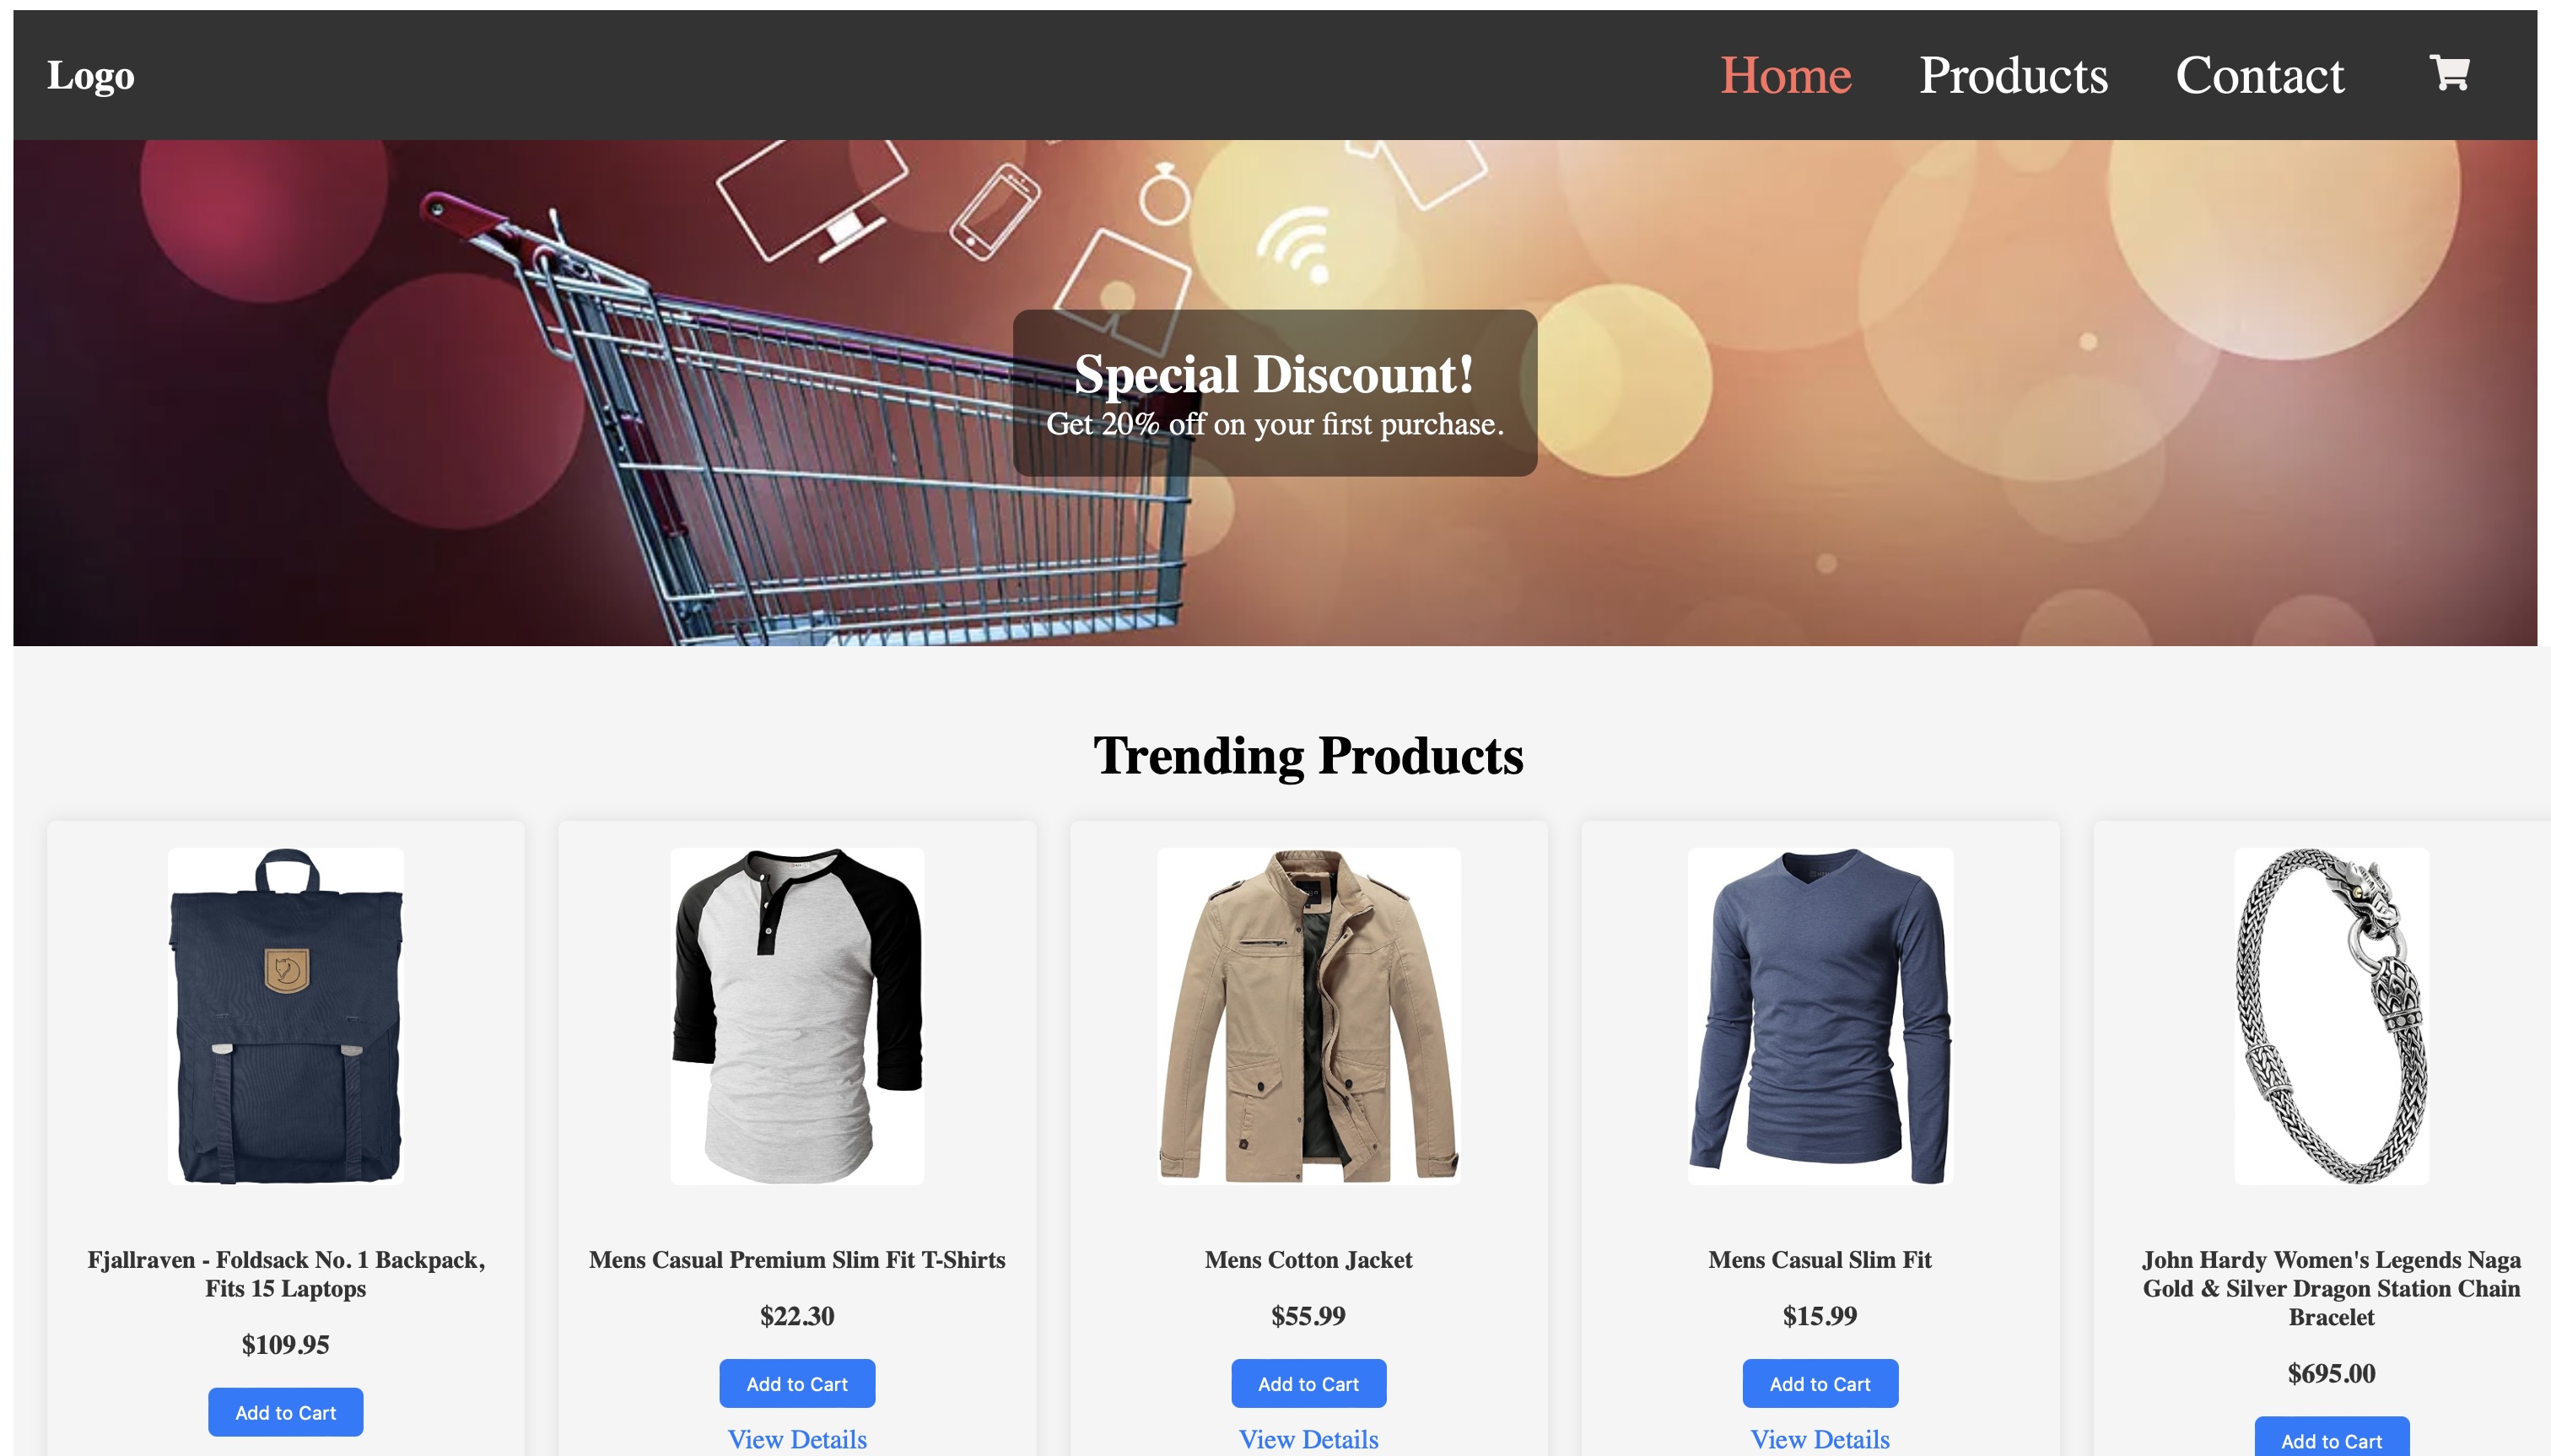 Logo
Home Products Contact
Special Discount!
Get 20% off on your first purchase.
Trending Products
Fjallraven - Foldsack No. 1 Backpack,
Fits 15 Laptops
$109.95
Add to Cart
Mens Casual Premium Slim Fit T-Shirts
$22.30
Add to Cart
View Details
Mens Cotton Jacket
$55.99
Add to Cart
View Details
Mens Casual Slim Fit
$15.99
Add to Cart
View Details
John Hardy Women's Legends Naga
Gold & Silver Dragon Station Chain
Bracelet
$695.00
Add to Cart